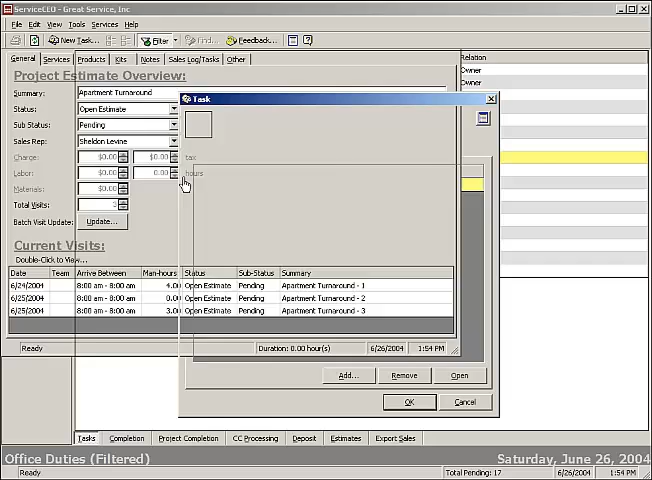 ServiceCEO - Great Service, Inc
File Edit View Tools Services Help
New Task... Filter Find... Feedback...
General Services Products Kits Notes Sales Log/Tasks Other
Relation
Project Estimate Overview:
Owner
Owner
Summary: Apartment Turnaround
Task
Status: Open Estimate
Sub Status: Pending
Sales Rep: Sheldon Levine
Charge: $0.00 $0.00 tax
Labor: $0.00 0.00 hours
Materials: $0.00
Total Visits: 3
Batch Visit Update: Update...
Current Visits:
Double-Click to View...
Date Team Arrive Between Man-hours Status Sub-Status Summary
6/24/2004 8:00 am - 8:00 am 4.00 Open Estimate Pending Apartment Turnaround - 1
6/25/2004 8:00 am - 8:00 am 0.00 Open Estimate Pending Apartment Turnaround - 2
6/25/2004 8:00 am - 8:00 am 3.00 Open Estimate Pending Apartment Turnaround - 3
Ready Duration: 0.00 hour(s) 6/26/2004 1:54 PM
Add... Remove Open
OK Cancel
Tasks Completion Project Completion CC Processing Deposit Estimates Export Sales
Office Duties (Filtered) Saturday, June 26, 2004
Ready Total Pending: 17 6/26/2004 1:54 PM